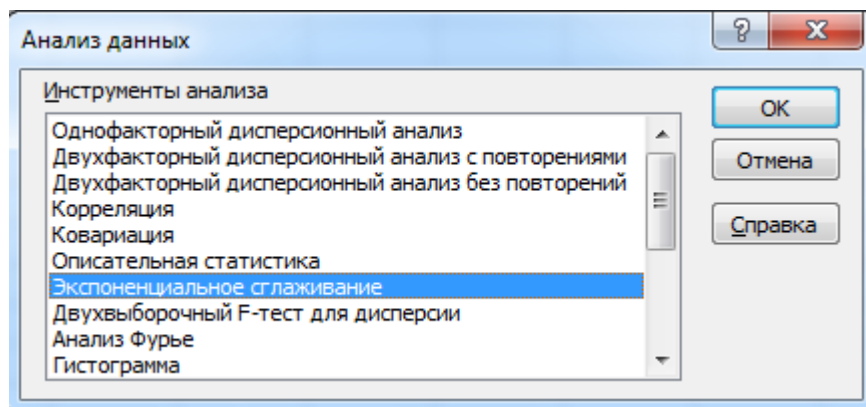 Анализ данных
?
Инструменты анализа
Однофакторный дисперсионный анализ
Двухфакторный дисперсионный анализ с повторениями
Двухфакторный дисперсионный анализ без повторений
Корреляция
Ковариация
Описательная статистика
Экспоненциальное сглаживание
Двухвыборочный F-тест для дисперсии
Анализ Фурье
Гистограмма
OK
Отмена
Справка